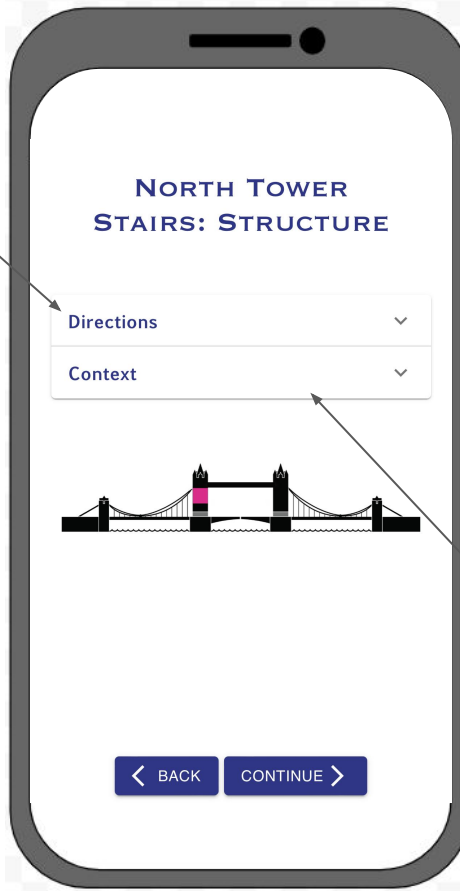 NORTH TOWER
STAIRS: STRUCTURE
Directions
Context
BACK
CONTINUE